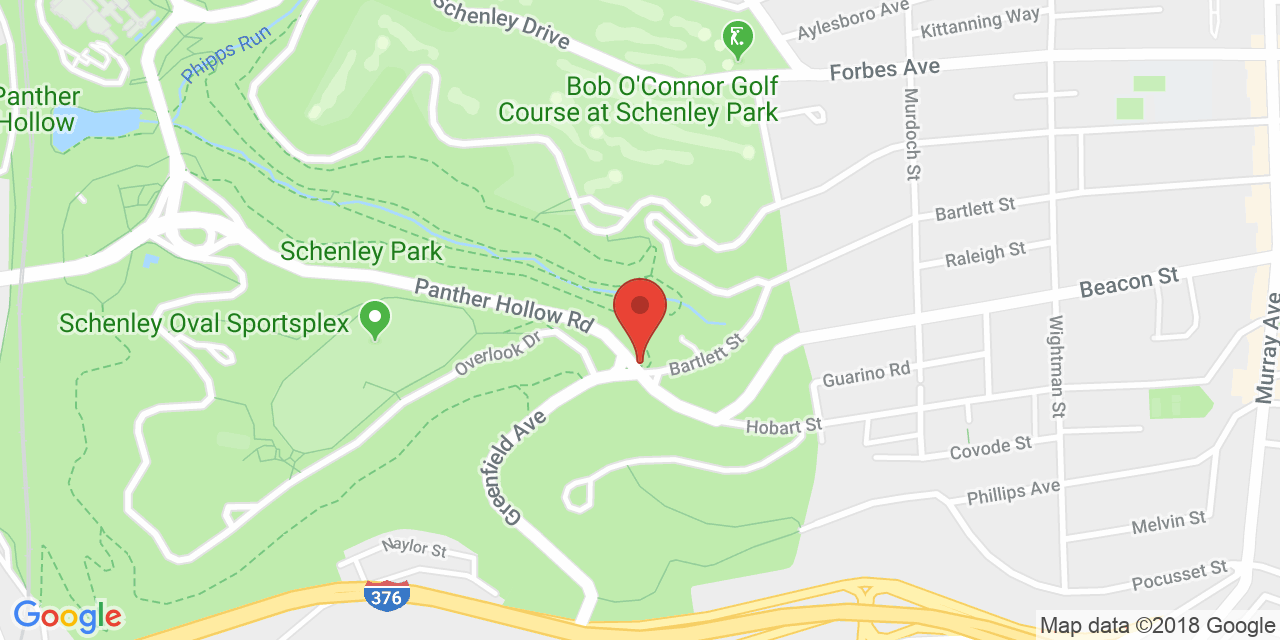 Schenley Drive
Aylesboro Ave
Kittanning Way
Phipps Run
Forbes Ave
Bob O'Connor Golf
Course at Schenley Park
Panther
Hollow
Murdoch St
Bartlett St
Raleigh St
Schenley Park
Beacon St
Panther Hollow Rd
Schenley Oval Sportsplex
Overlook Dr
Bartlett St
Wightman St
Murray Ave
Guarino Rd
Greenfield Ave
Hobart St
Covode St
Phillips Ave
Melvin St
Naylor St
Pocusset St
376
Google
Map data ©2018 Google